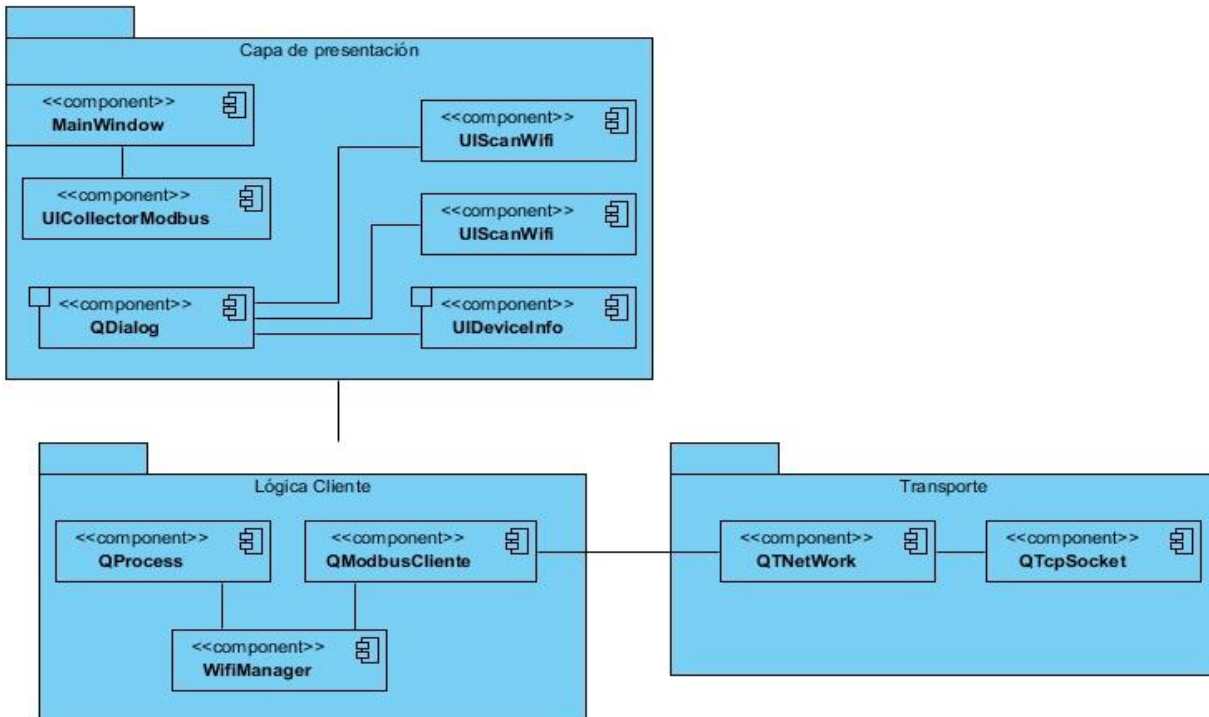 Capa de presentación
<<component>>
MainWindow
<<component>>
UICollectorModbus
<<component>>
QDialog
<<component>>
UIScanWifi
<<component>>
UIScanWifi
<<component>>
UIDeviceInfo
Lógica Cliente
<<component>>
QProcess
<<component>>
QModbusCliente
<<component>>
WifiManager
Transporte
<<component>>
QTNetWork
<<component>>
QTcpSocket